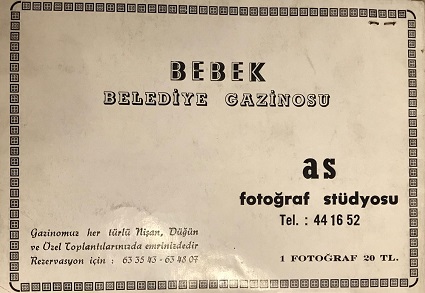 BEBEK
BELEDİYE GAZİNOSU
as
fotoğraf stüdyosu
Tel. : 44 16 52
Gazinomuz her türlü Nişan, Düğün
ve Özel Toplantılarınızda emrinizdedir
Rezervasyon için : 63 35 43 - 63 48 07
1 FOTOĞRAF 20 TL.